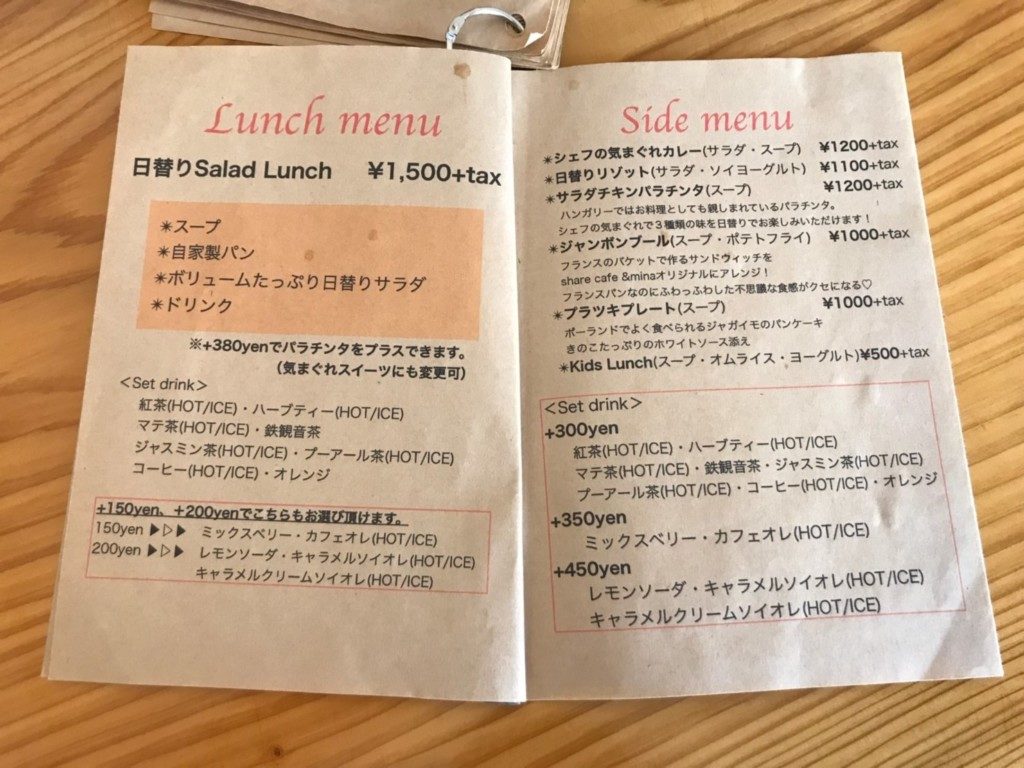 Lunch menu
日替りSalad Lunch ¥1,500+tax
✴スープ
✴自家製パン
✴ボリュームたっぷり日替りサラダ
✴ドリンク
※+380yenでパラチンタをプラスできます。
（気まぐれスイーツにも変更可）
＜Set drink＞
紅茶(HOT/ICE)・ハーブティー(HOT/ICE)
マテ茶(HOT/ICE)・鉄観音茶
ジャスミン茶(HOT/ICE)・プーアール茶(HOT/ICE)
コーヒー(HOT/ICE)・オレンジ
+150yen、+200yenでこちらもお選び頂けます。
150yen ▶▷▶ ミックスベリー・カフェオレ(HOT/ICE)
200yen ▶▷▶ レモンソーダ・キャラメルソイオレ(HOT/ICE)
キャラメルクリームソイオレ(HOT/ICE)
Side menu
✴シェフの気まぐれカレー(サラダ・スープ) ¥1200+tax
✴日替りリゾット(サラダ・ソイヨーグルト) ¥1100+tax
✴サラダチキンパラチンタ(スープ) ¥1200+tax
ハンガリーではお料理としても親しまれているパラチンタ。
シェフの気まぐれで３種類の味を日替りでお楽しみいただけます！
✴ジャンボンブール(スープ・ポテトフライ) ¥1000+tax
フランスのバケットで作るサンドウィッチを
share cafe &minaオリジナルにアレンジ！
フランスパンなのにふわっふわした不思議な食感がクセになる♡
✴プラツキプレート(スープ) ¥1000+tax
ポーランドでよく食べられるジャガイモのパンケーキ
きのこたっぷりのホワイトソース添え
✴Kids Lunch(スープ・オムライス・ヨーグルト)¥500+tax
＜Set drink＞
+300yen
紅茶(HOT/ICE)・ハーブティー(HOT/ICE)
マテ茶(HOT/ICE)・鉄観音茶・ジャスミン茶(HOT/ICE)
プーアール茶(HOT/ICE)・コーヒー(HOT/ICE)・オレンジ
+350yen
ミックスベリー・カフェオレ(HOT/ICE)
+450yen
レモンソーダ・キャラメルソイオレ(HOT/ICE)
キャラメルクリームソイオレ(HOT/ICE)